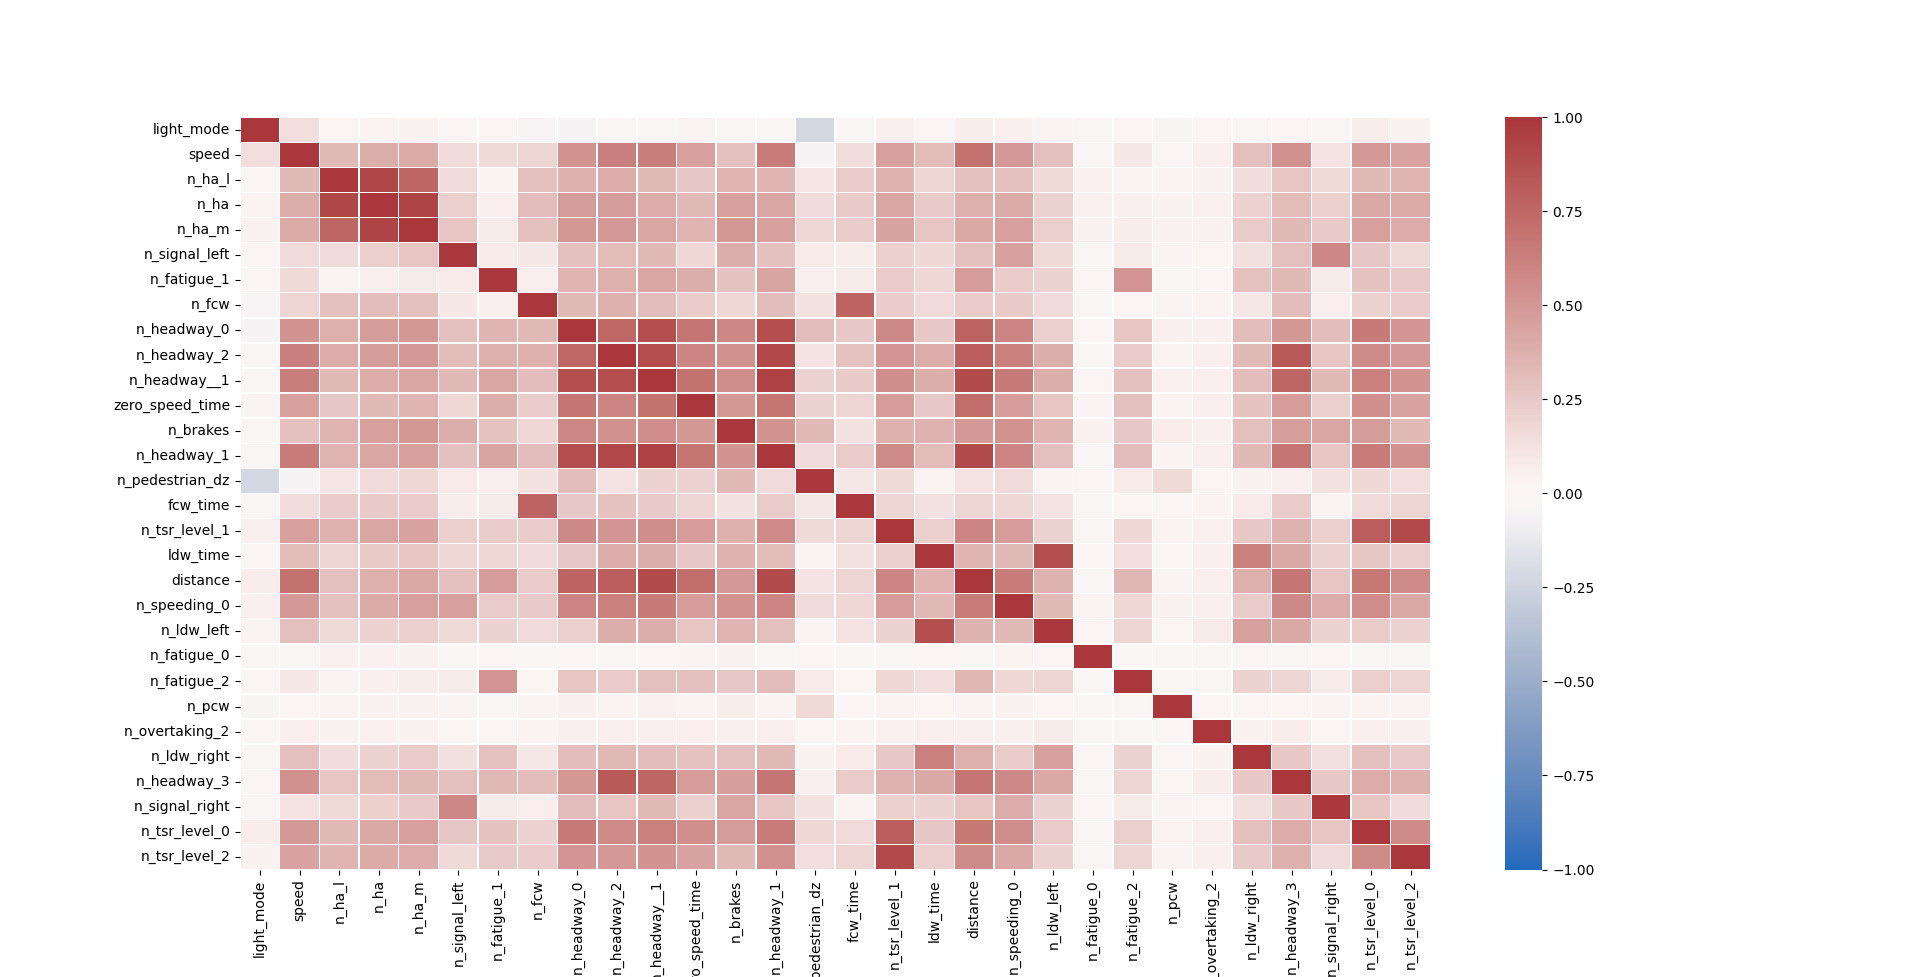 light_mode
speed
n_ha_l
n_ha
n_ha_m
n_signal_left
n_fatigue_1
n_fcw
n_headway_0
n_headway_2
n_headway__1
zero_speed_time
n_brakes
n_headway_1
n_pedestrian_dz
fcw_time
n_tsr_level_1
ldw_time
distance
n_speeding_0
n_ldw_left
n_fatigue_0
n_fatigue_2
n_pcw
n_overtaking_2
n_ldw_right
n_headway_3
n_signal_right
n_tsr_level_0
n_tsr_level_2
light_mode
speed
n_ha_l
n_ha
n_ha_m
n_signal_left
n_fatigue_1
n_fcw
n_headway_0
n_headway_2
n_headway__1
ro_speed_time
n_brakes
n_headway_1
pedestrian_dz
fcw_time
n_tsr_level_1
ldw_time
distance
n_speeding_0
n_ldw_left
n_fatigue_0
n_fatigue_2
n_pcw
_overtaking_2
n_ldw_right
n_headway_3
n_signal_right
n_tsr_level_0
n_tsr_level_2
1.00
0.75
0.50
0.25
0.00
−0.25
−0.50
−0.75
−1.00